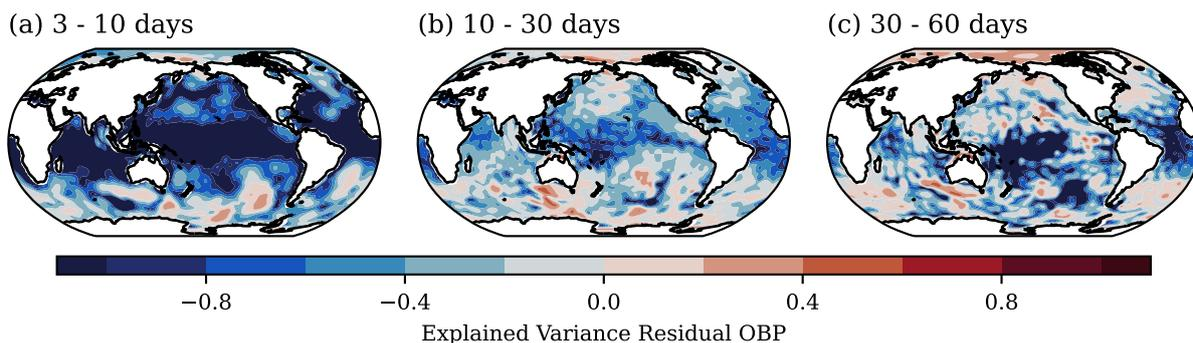 (a) 3 - 10 days (b) 10 - 30 days (c) 30 - 60 days
−0.8 −0.4 0.0 0.4 0.8
Explained Variance Residual OBP